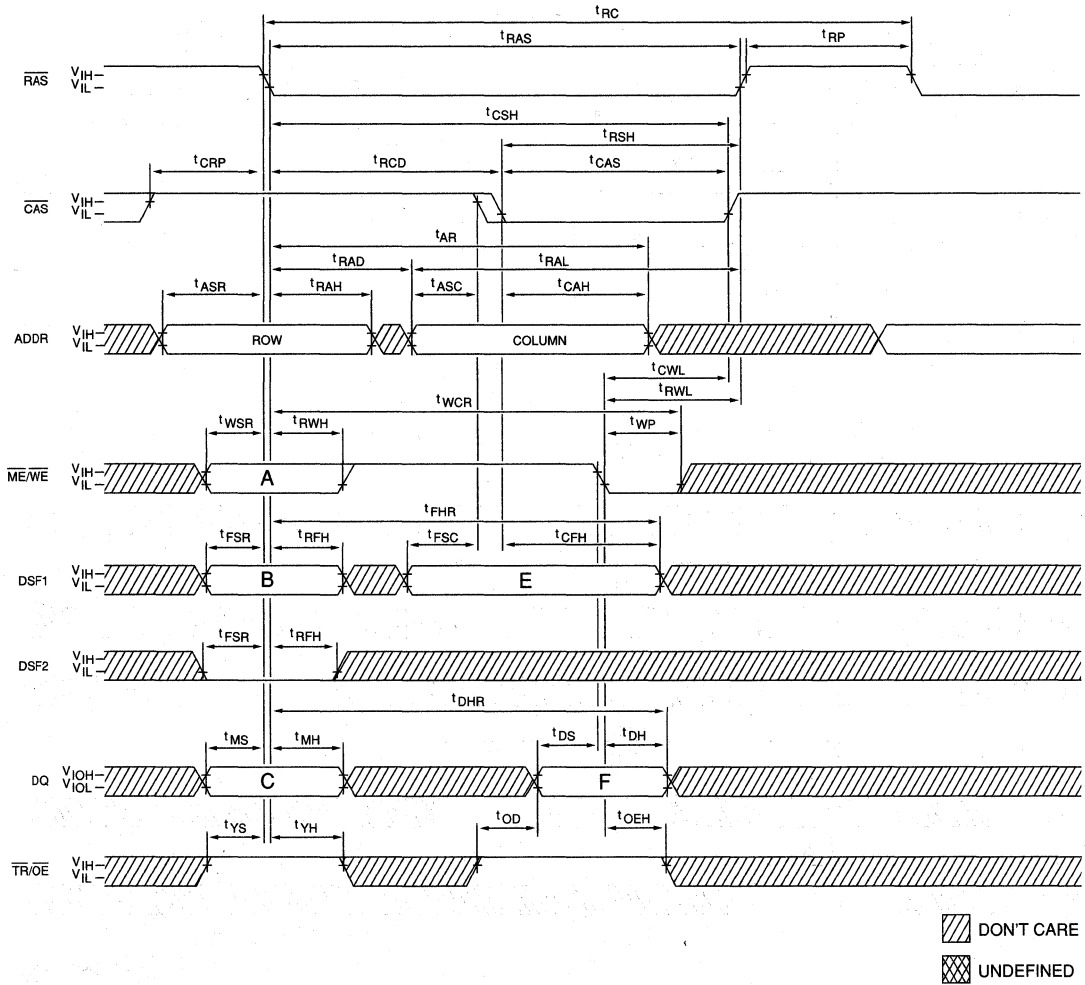 tRC
tRAS
tRP
RAS
VIH
VIL
tCSH
tRSH
tCRP
tRCD
tCAS
CAS
VIH
VIL
tAR
tRAD
tRAL
tASR
tRAH
tASC
tCAH
ADDR
VIH
VIL
ROW
COLUMN
tCWL
tRWL
tWCR
tWSR
tRWH
tWP
ME/WE
VIH
VIL
A
tFHR
tFSR
tRFH
tFSC
tCFH
DSF1
VIH
VIL
B
E
tFSR
tRFH
DSF2
VIH
VIL
tDHR
tMS
tMH
tDS
tDH
DQ
VIOH
VIOL
C
F
tYS
tYH
tOD
tOEH
TR/OE
VIH
VIL
DON'T CARE
UNDEFINED